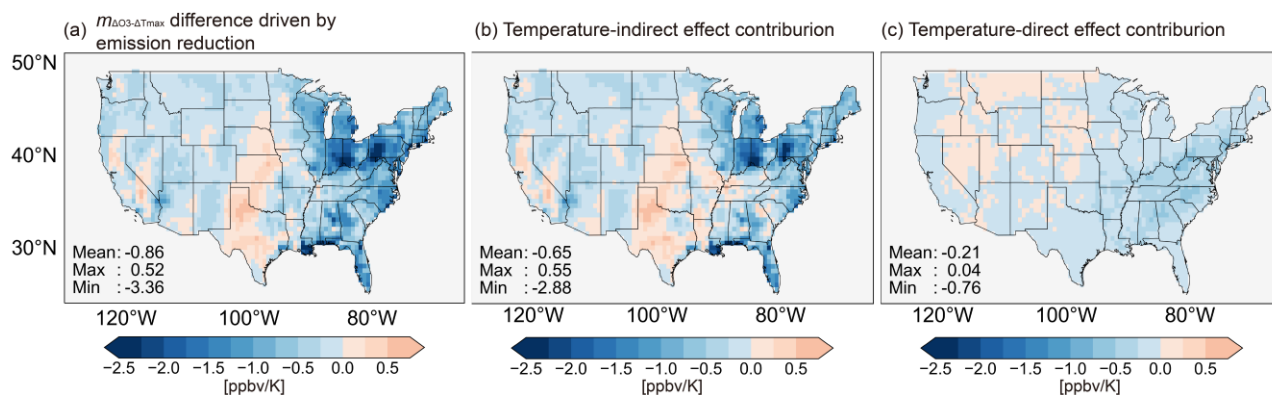 (a) mΔO3-ΔTmax difference driven by
emission reduction
(b) Temperature-indirect effect contriburion
(c) Temperature-direct effect contribution
50°N
40°N
30°N
Mean: -0.86
Max : 0.52
Min : -3.36
Mean: -0.65
Max : 0.55
Min : -2.88
Mean: -0.21
Max : 0.04
Min : -0.76
120°W 100°W 80°W
120°W 100°W 80°W
120°W 100°W 80°W
−2.5 −2.0 −1.5 −1.0 −0.5 0.0 0.5
[ppbv/K]
−2.5 −2.0 −1.5 −1.0 −0.5 0.0 0.5
[ppbv/K]
−2.5 −2.0 −1.5 −1.0 −0.5 0.0 0.5
[ppbv/K]